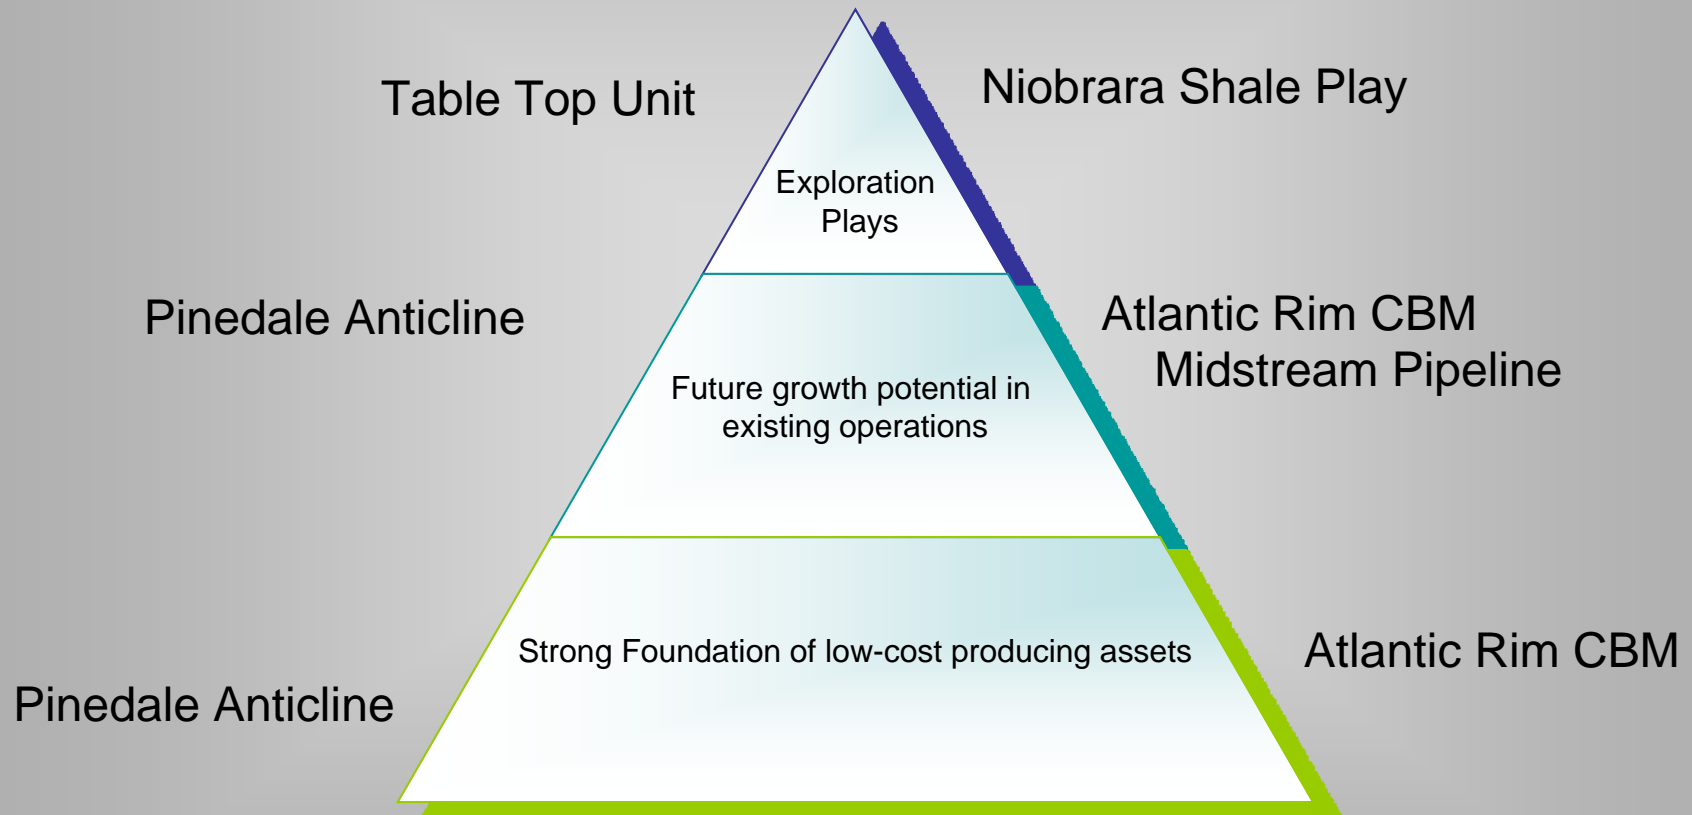 Table Top Unit
Niobrara Shale Play
Exploration
Plays
Pinedale Anticline
Atlantic Rim CBM
Midstream Pipeline
Future growth potential in
existing operations
Strong Foundation of low-cost producing assets
Atlantic Rim CBM
Pinedale Anticline